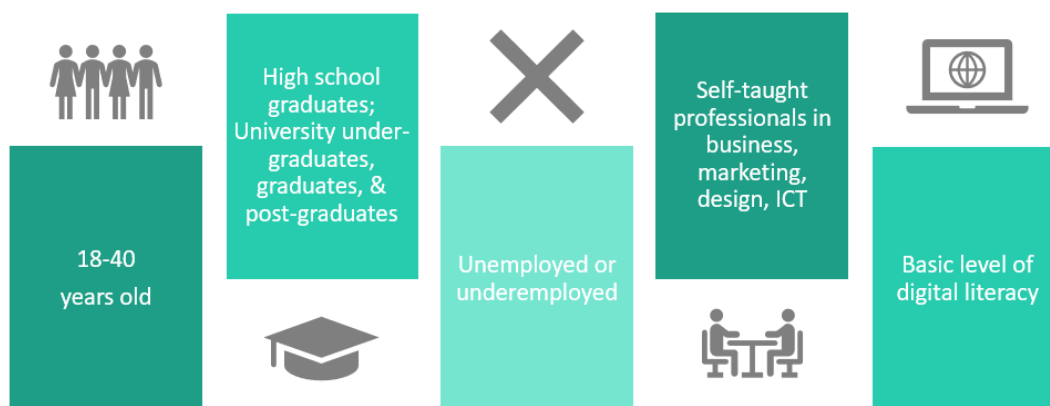 18-40
years old
High school
graduates;
University under-
graduates,
graduates, &
post-graduates
Unemployed or
underemployed
Self-taught
professionals in
business,
marketing,
design, ICT
Basic level of
digital literacy